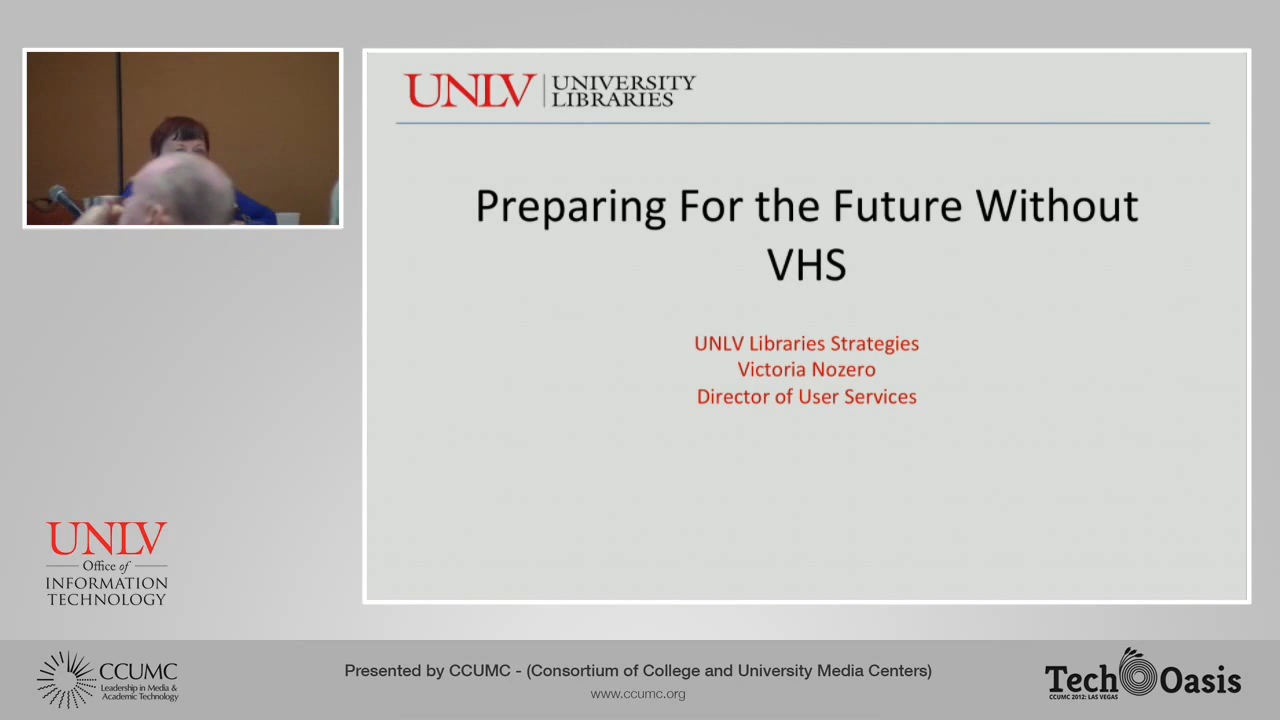 UNLV UNIVERSITY
LIBRARIES
Preparing For the Future Without
VHS
UNLV Libraries Strategies
Victoria Nozero
Director of User Services
UNLV
Office of
INFORMATION
TECHNOLOGY
CCUMC
Leadership in Media &
Academic Technology
Presented by CCUMC - (Consortium of College and University Media Centers)
www.ccumc.org
Tech Oasis
CCUMC 2012: LAS VEGAS